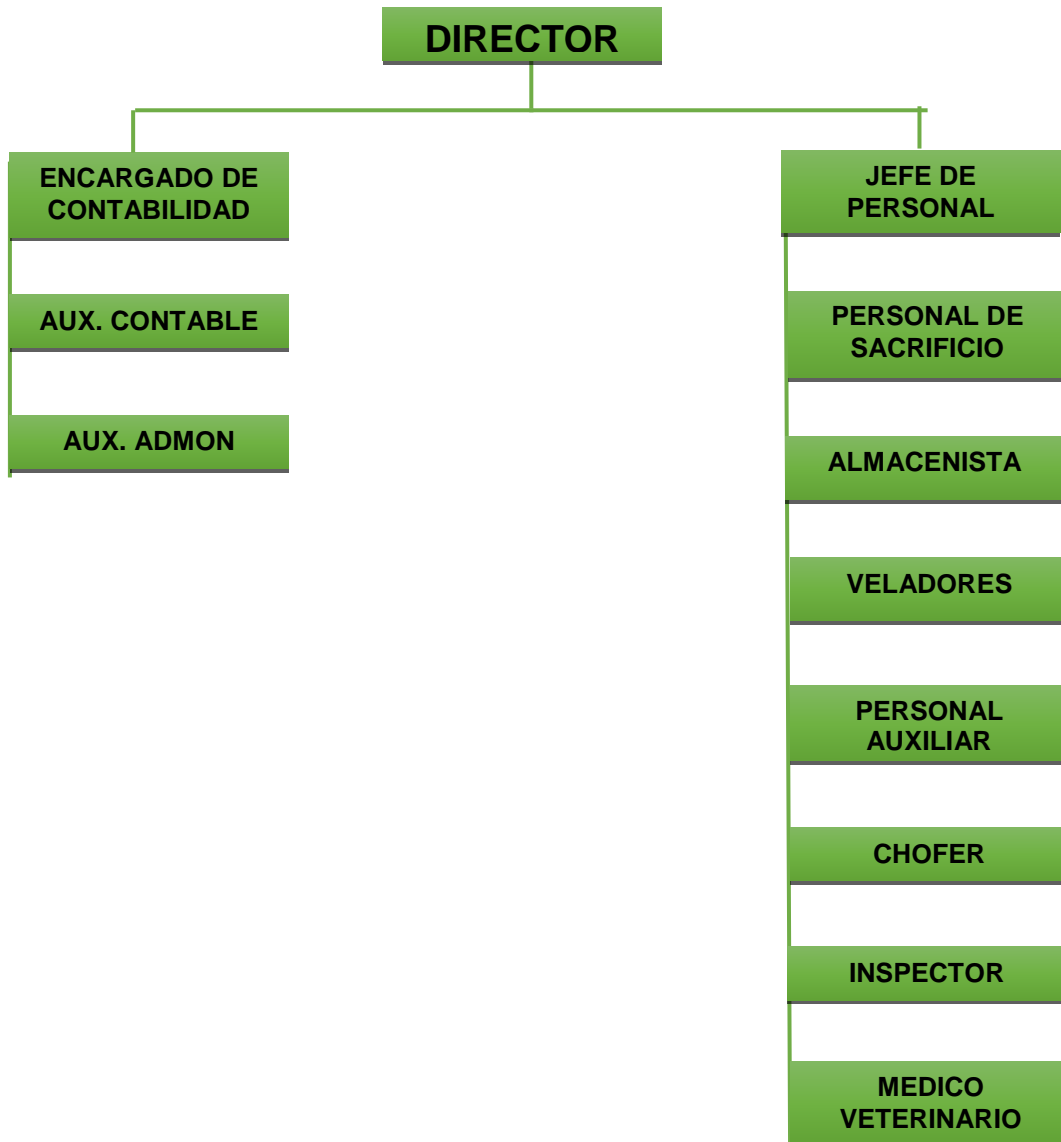 DIRECTOR
ENCARGADO DE
CONTABILIDAD
AUX. CONTABLE
AUX. ADMON
JEFE DE
PERSONAL
PERSONAL DE
SACRIFICIO
ALMACENISTA
VELADORES
PERSONAL
AUXILIAR
CHOFER
INSPECTOR
MEDICO
VETERINARIO